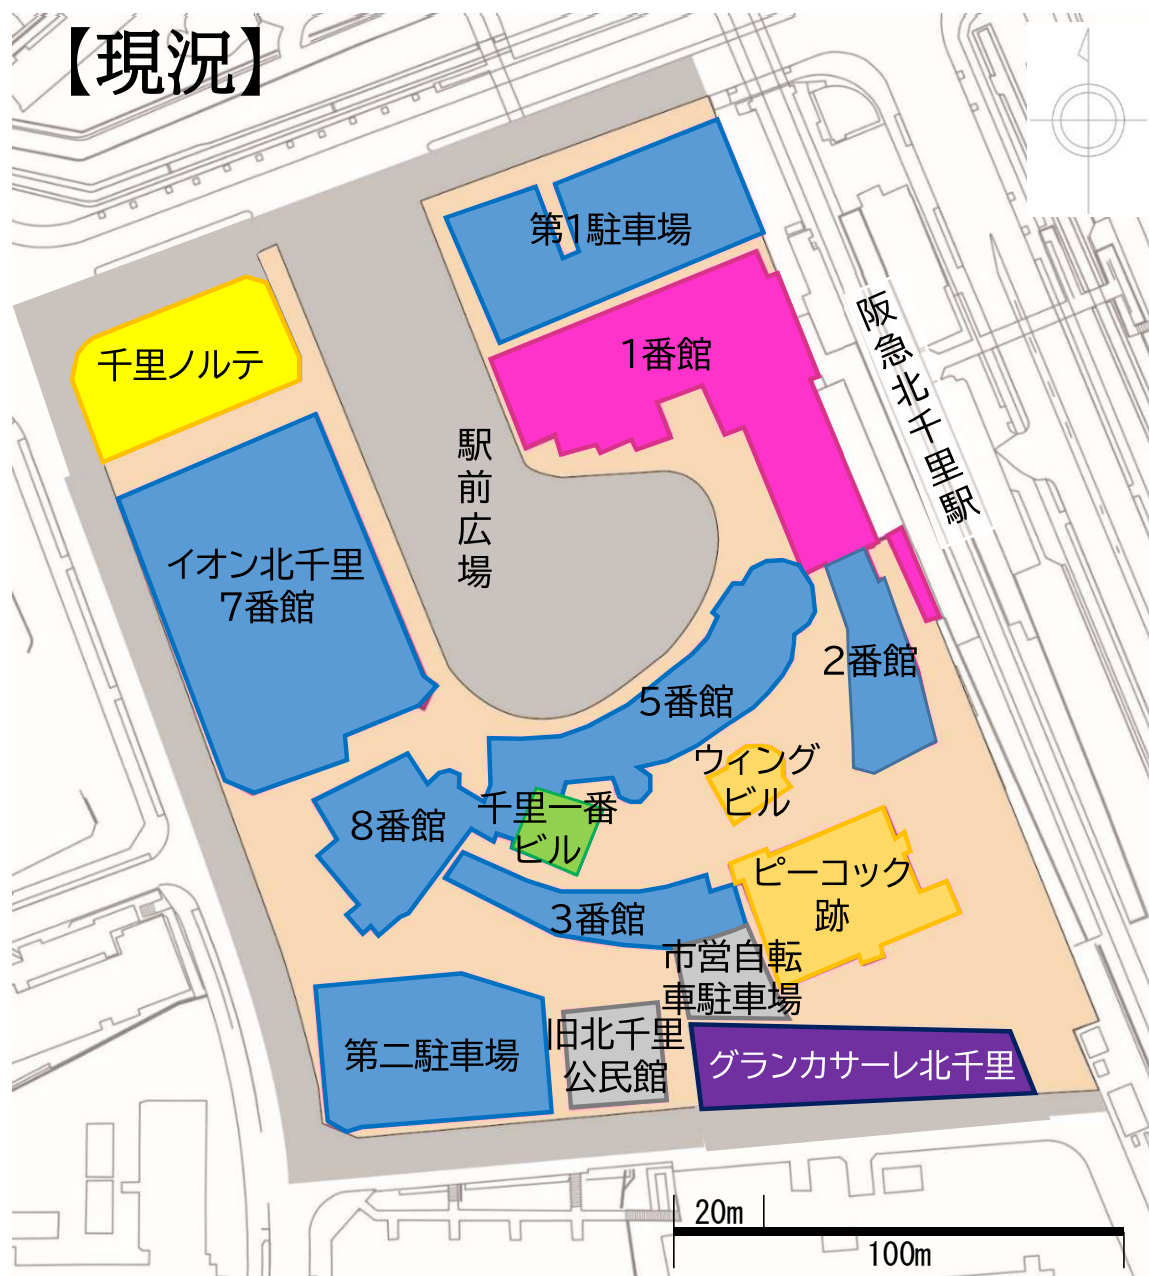 【現況】
第1駐車場
千里ノルテ
1番館
阪急北千里駅
駅前広場
イオン北千里
7番館
2番館
5番館
ウィング
ビル
千里一番
ビル
8番館
ピーコック
跡
3番館
市営自転
車駐車場
旧北千里
公民館
第二駐車場
グランカサーレ北千里
20m
100m